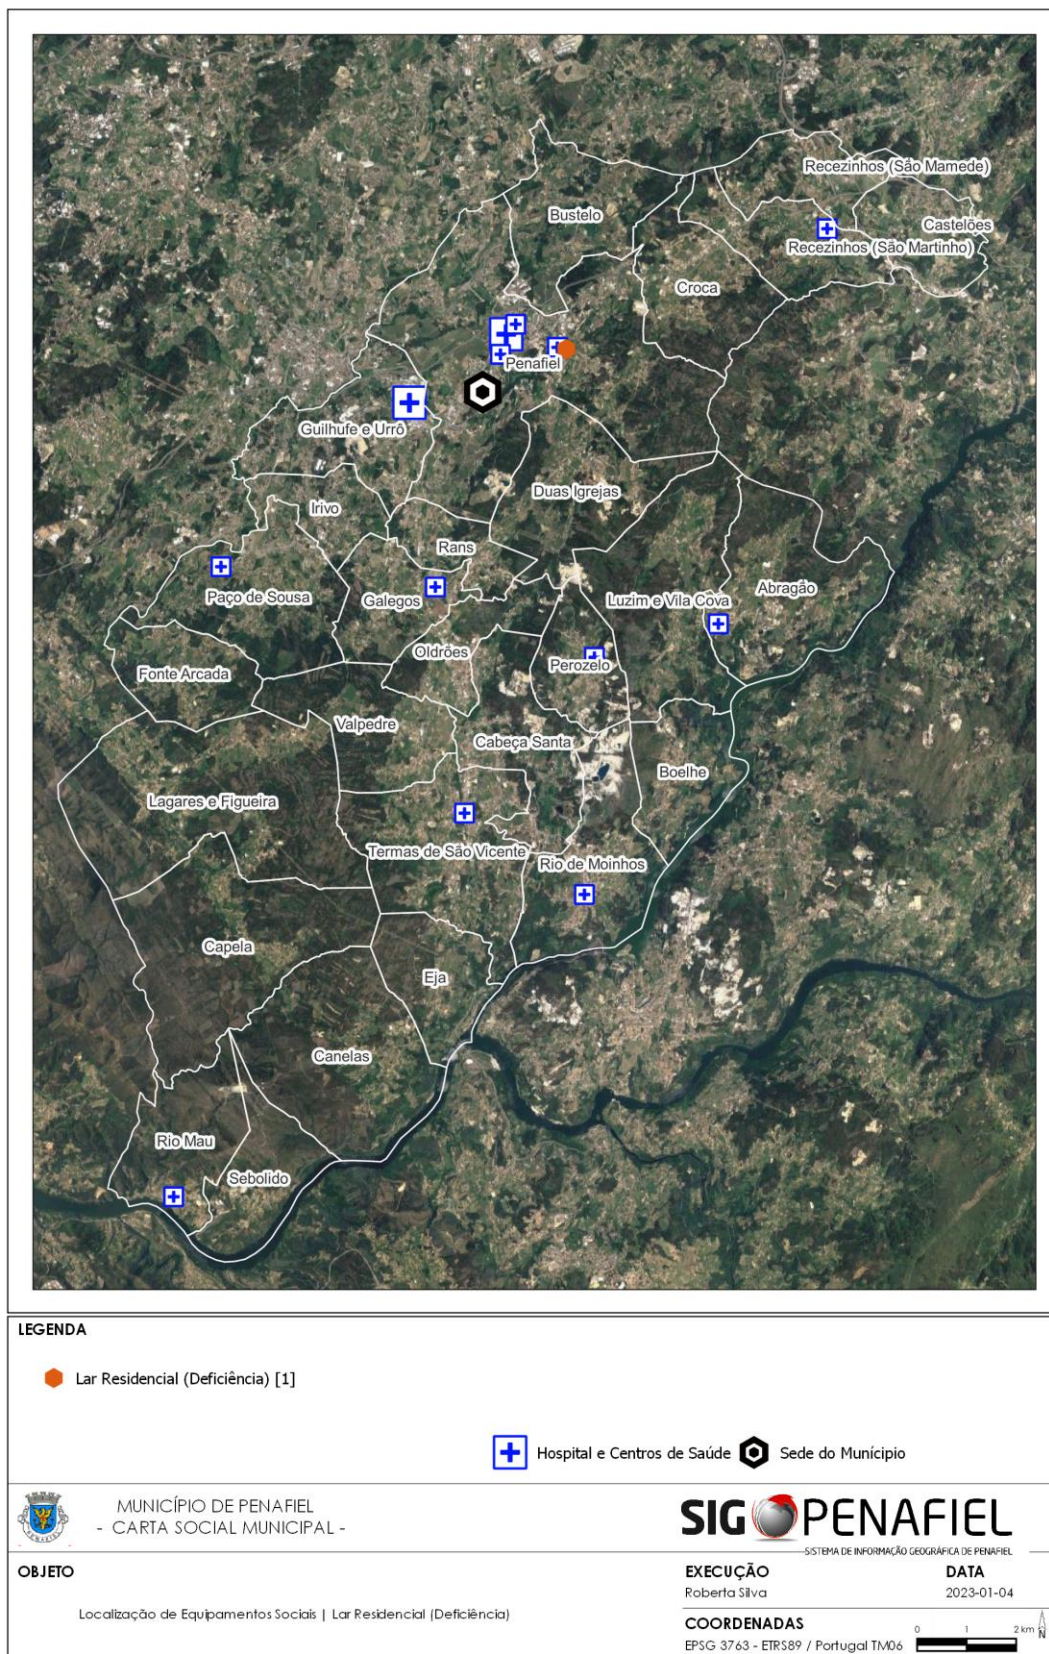 Recezinhos (São Mamede)
Bustelo
Castelões
Recezinhos (São Martinho)
Croca
Penafiel
Guilhufe e Urrô
Duas Igrejas
Irivo
Rans
Abragão
Paço de Sousa
Galegos
Luzim e Vila Cova
Oldrões
Perozelo
Fonte Arcada
Valpedre
Cabeça Santa
Boelhe
Lagares e Figueira
Termas de São Vicente
Rio de Moinhos
Capela
Eja
Canelas
Rio Mau
Sebolido
LEGENDA
Lar Residencial (Deficiência) [1]
Hospital e Centros de Saúde
Sede do Munícipio
MUNICÍPIO DE PENAFIEL
- CARTA SOCIAL MUNICIPAL -
PENAFIEL
SIG PENAFIEL
SISTEMA DE INFORMAÇÃO GEOGRÁFICA DE PENAFIEL
OBJETO
Localização de Equipamentos Sociais | Lar Residencial (Deficiência)
EXECUÇÃO
Roberta Silva
DATA
2023-01-04
COORDENADAS
EPSG 3763 - ETRS89 / Portugal TM06
0 1 2 km
N